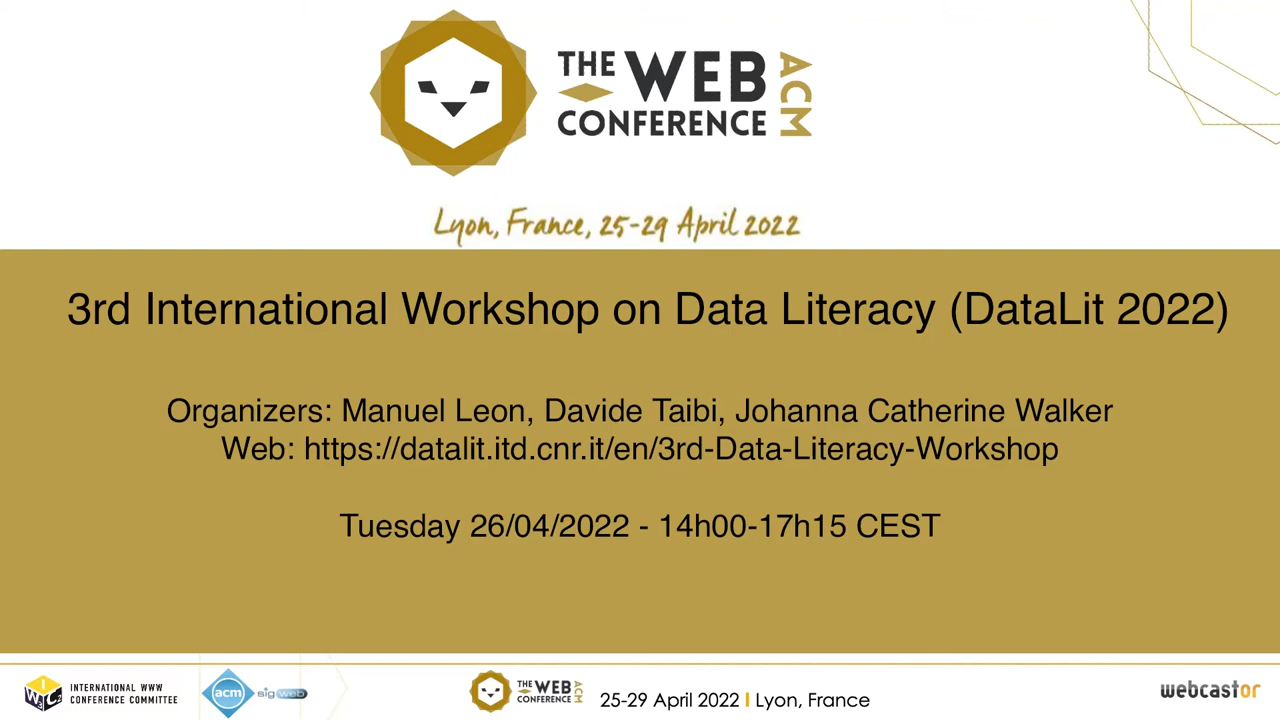 THE WEB CONFERENCE ACM
Lyon, France, 25-29 April 2022
3rd International Workshop on Data Literacy (DataLit 2022)
Organizers: Manuel Leon, Davide Taibi, Johanna Catherine Walker
Web: https://datalit.itd.cnr.it/en/3rd-Data-Literacy-Workshop
Tuesday 26/04/2022 - 14h00-17h15 CEST
IW3C2
INTERNATIONAL WWW
CONFERENCE COMMITTEE
acm sigweb
THE WEB CONFERENCE ACM
25-29 April 2022 I Lyon, France
webcastor